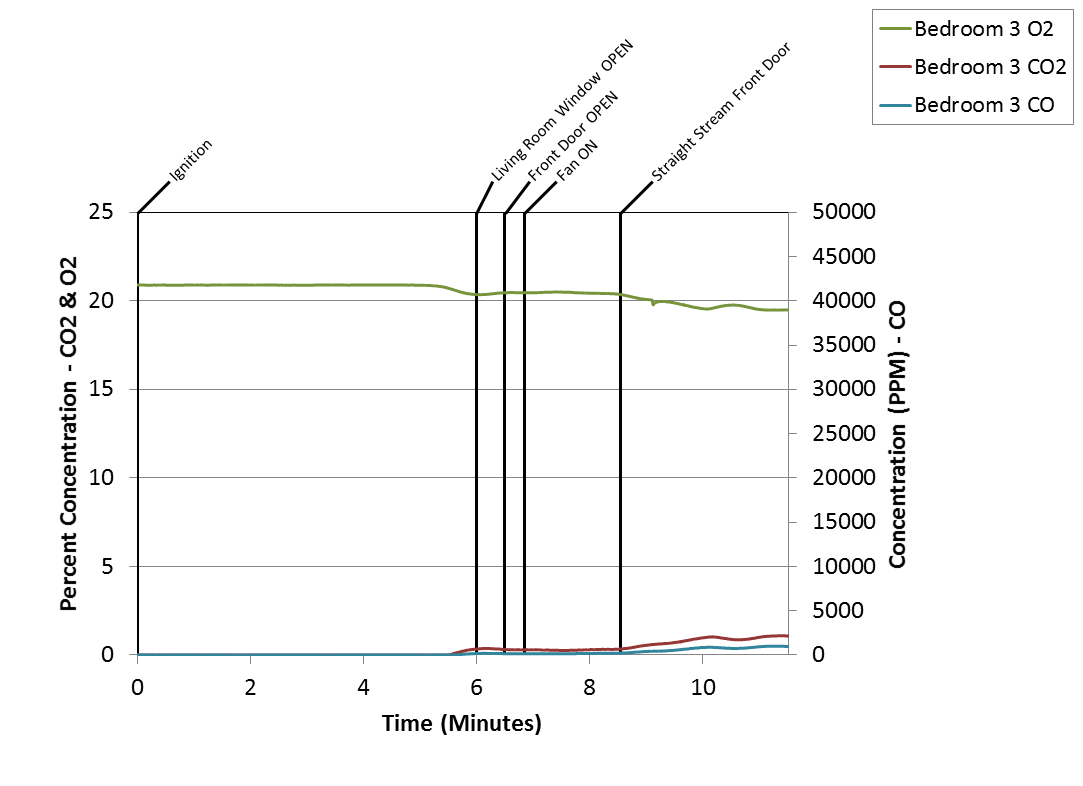 Bedroom 3 O2
Bedroom 3 CO2
Bedroom 3 CO
Ignition
Living Room Window OPEN
Front Door OPEN
Fan ON
Straight Stream Front Door
Percent Concentration - CO2 & O2
25
20
15
10
5
0
50000
45000
40000
35000
30000
25000
20000
15000
10000
5000
0
Concentration (PPM) - CO
0 2 4 6 8 10
Time (Minutes)